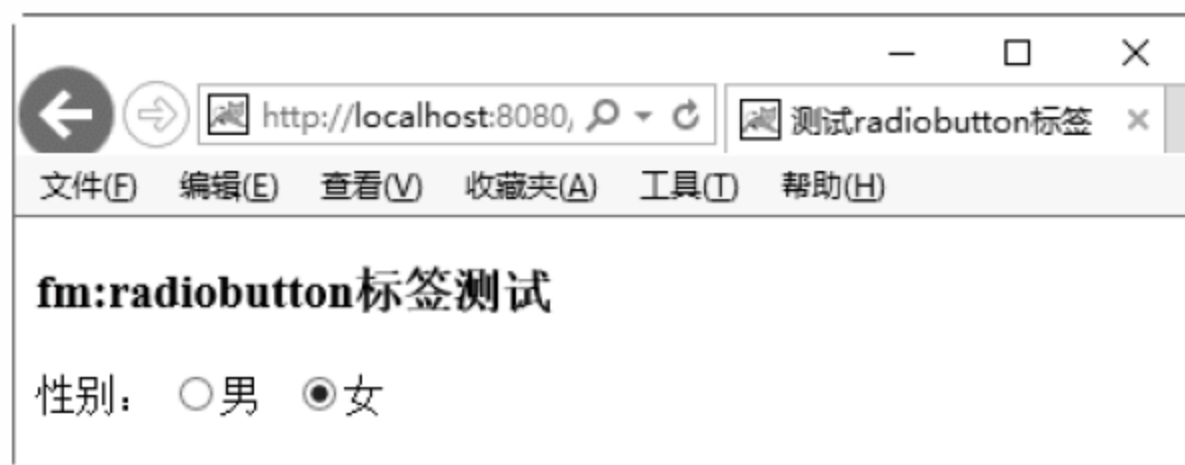 http://localhost:8080/
测试radiobutton标签
文件(F) 编辑(E) 查看(V) 收藏夹(A) 工具(T) 帮助(H)
fm:radiobutton标签测试
性别： 男 女